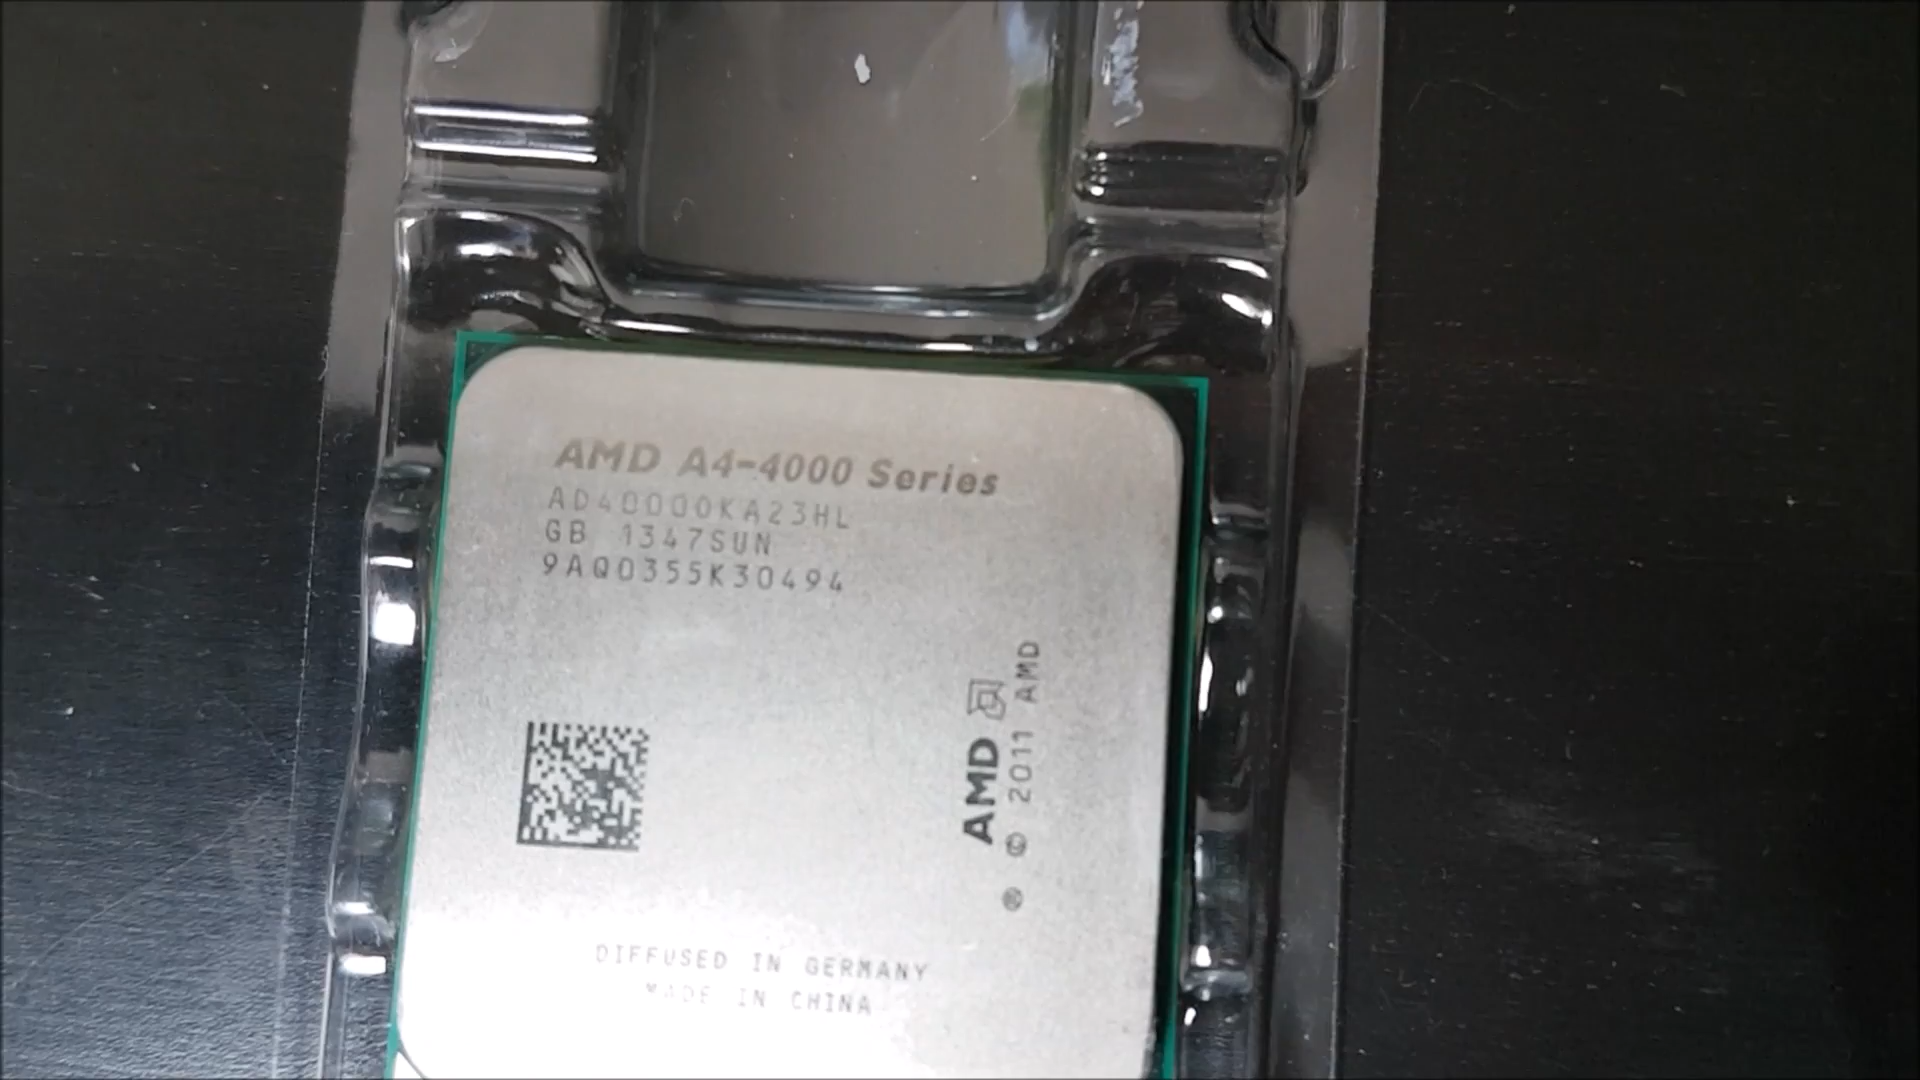 AMD A4-4000 Series
AD40000KA23HL
GB 1347SUN
9AQ0355K30494
AMD
® © 2011 AMD
DIFFUSED IN GERMANY
MADE IN CHINA